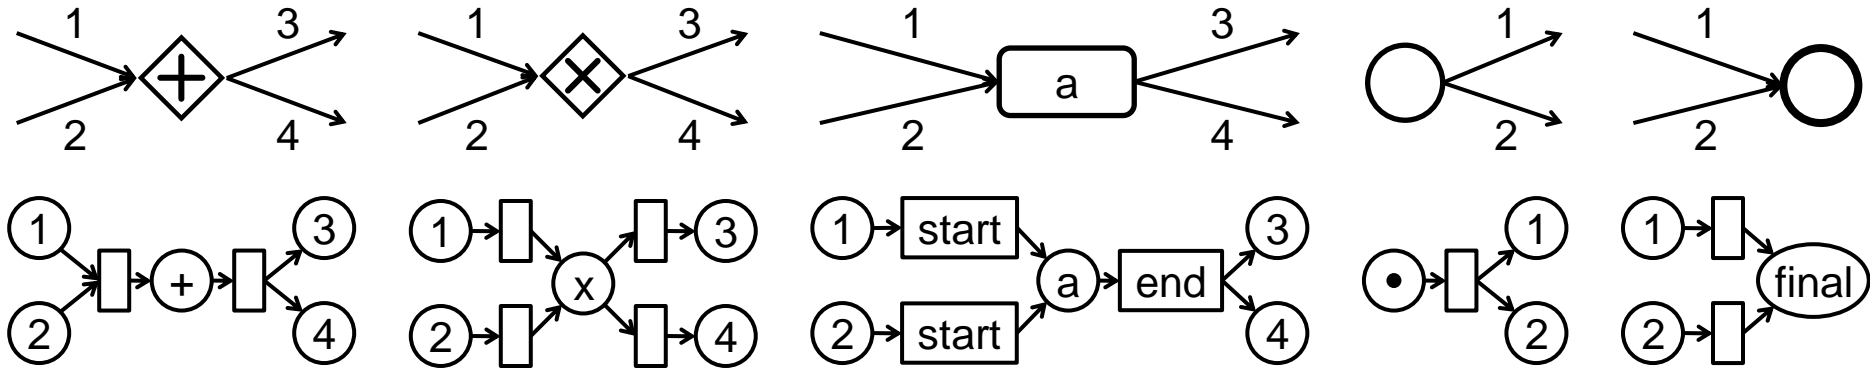 1 3 1 3 1 3 1 1
a
2 4 2 4 2 4 2 2
1 3 1 start 3 1 1
3
+ x a end final
2 4 2 4 2 start 4 2 2